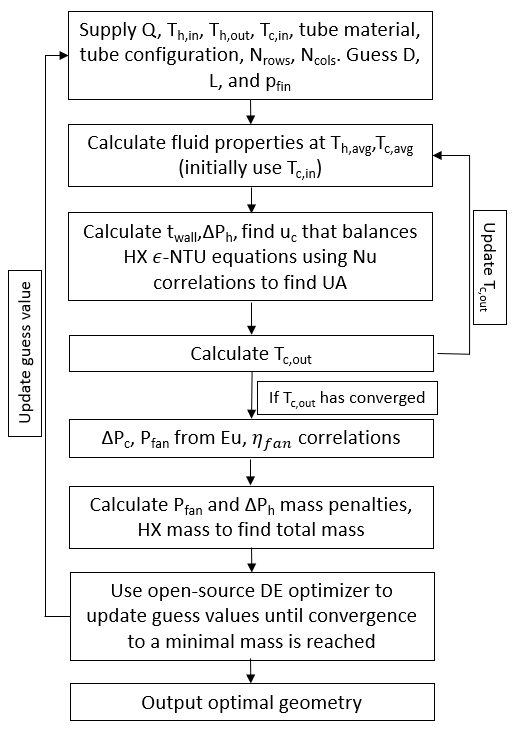 Supply Q, T_h,in, T_h,out, T_c,in, tube material,
tube configuration, N_rows, N_cols. Guess D,
L, and p_fin
Calculate fluid properties at T_h,avg,T_c,avg
(initially use T_c,in)
Calculate t_wall,ΔP_h, find u_c that balances
HX ϵ-NTU equations using Nu
correlations to find UA
Update T_c,out
Calculate T_c,out
If T_c,out has converged
Update guess value
ΔP_c, P_fan from Eu, η_fan correlations
Calculate P_fan and ΔP_h mass penalties,
HX mass to find total mass
Use open-source DE optimizer to
update guess values until convergence
to a minimal mass is reached
Output optimal geometry